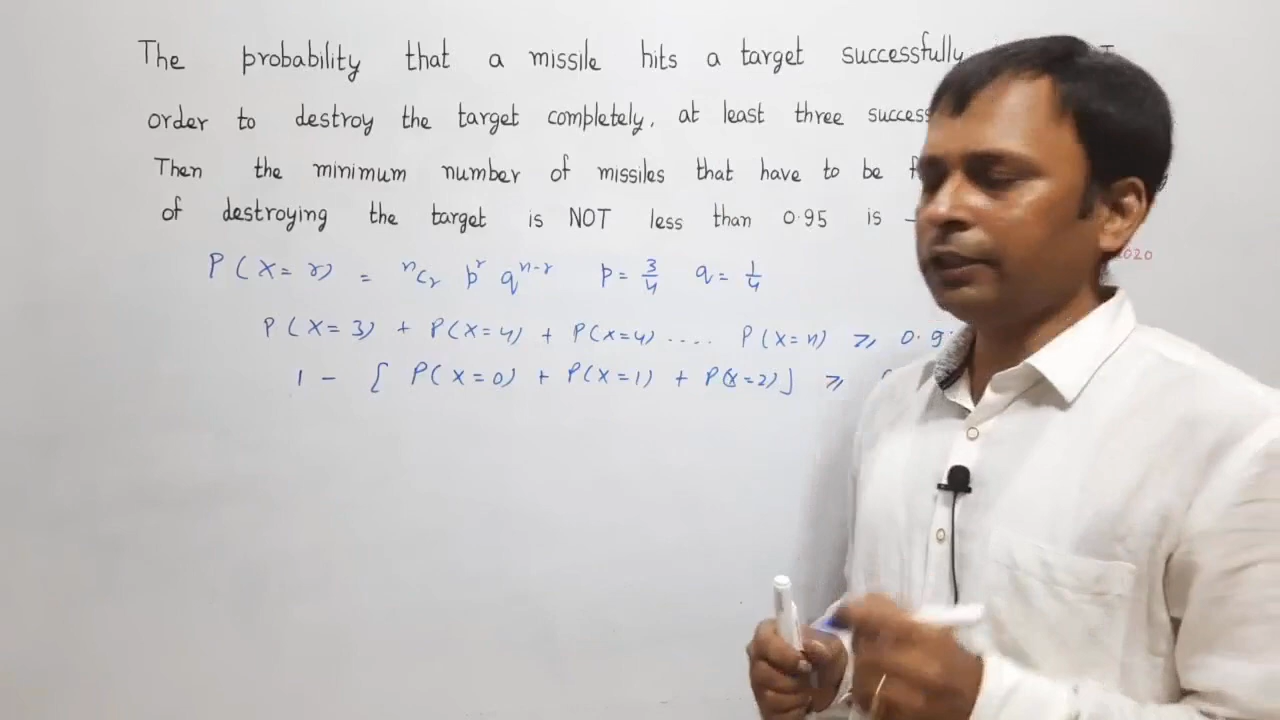 The probability that a missile hits a target successfully
order to destroy the target completely, at least three
Then the minimum number of missiles that have to be
of destroying the target is NOT less than 0.95 is
P(X=r) = ⁿCᵣ pʳ qⁿ⁻ʳ p = 3/4 q = 1/4
P(X=3) + P(X=4) + P(X=4) .... P(X=n) ⩾ 0.9
1 - [ P(X=0) + P(X=1) + P(X=2) ] ⩾
2020